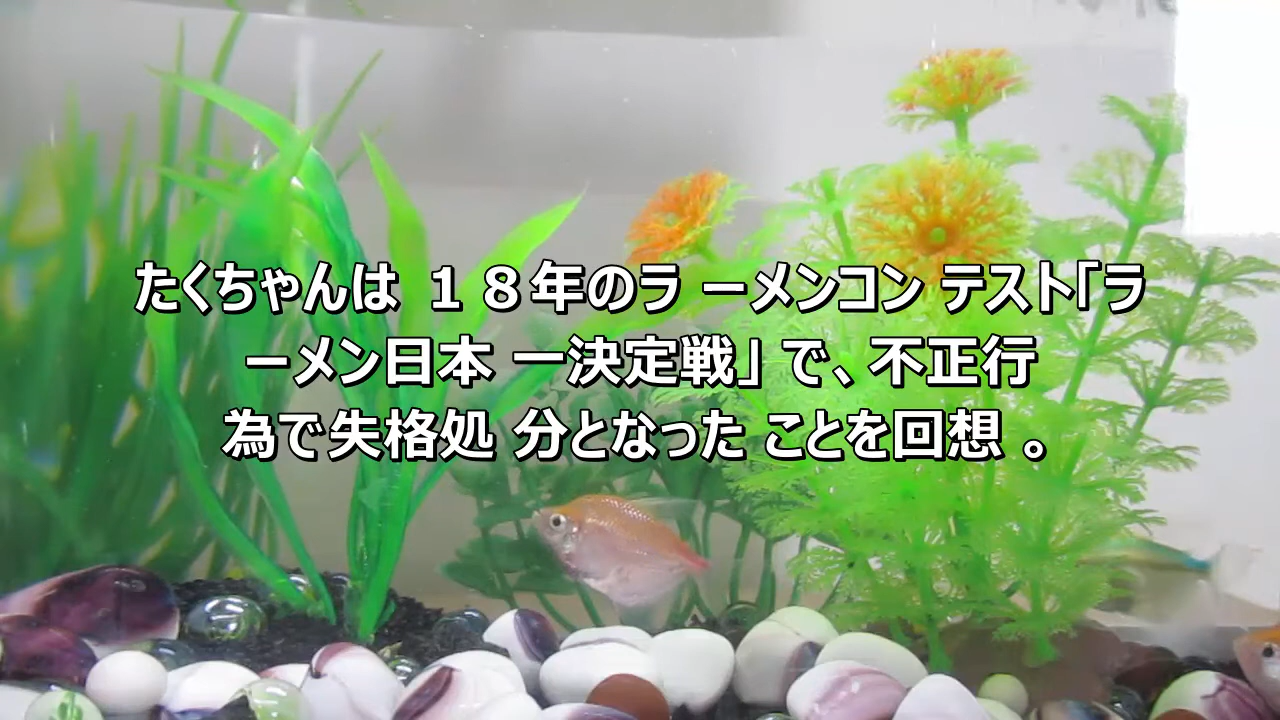 たくちゃんは １８年のラ ーメンコン テスト「ラ
ーメン日本 一決定戦」 で、不正行
為で失格処 分となった ことを回想 。